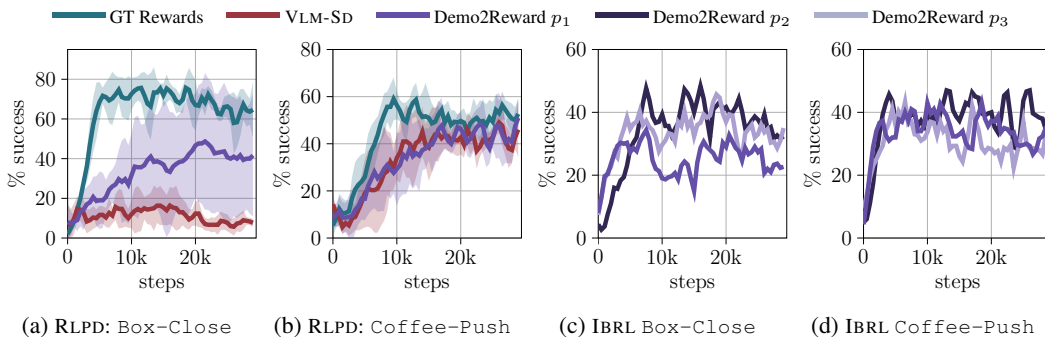 GT Rewards VLM-SD Demo2Reward p1 Demo2Reward p2 Demo2Reward p3
80
60
40
20
0
% success
0 10k 20k
steps
80
60
40
20
0
% success
0 10k 20k
steps
60
40
20
0
% success
0 10k 20k
steps
60
40
20
0
% success
0 10k 20k
steps
(a) RLPD: Box-Close
(b) RLPD: Coffee-Push
(c) IBRL Box-Close
(d) IBRL Coffee-Push